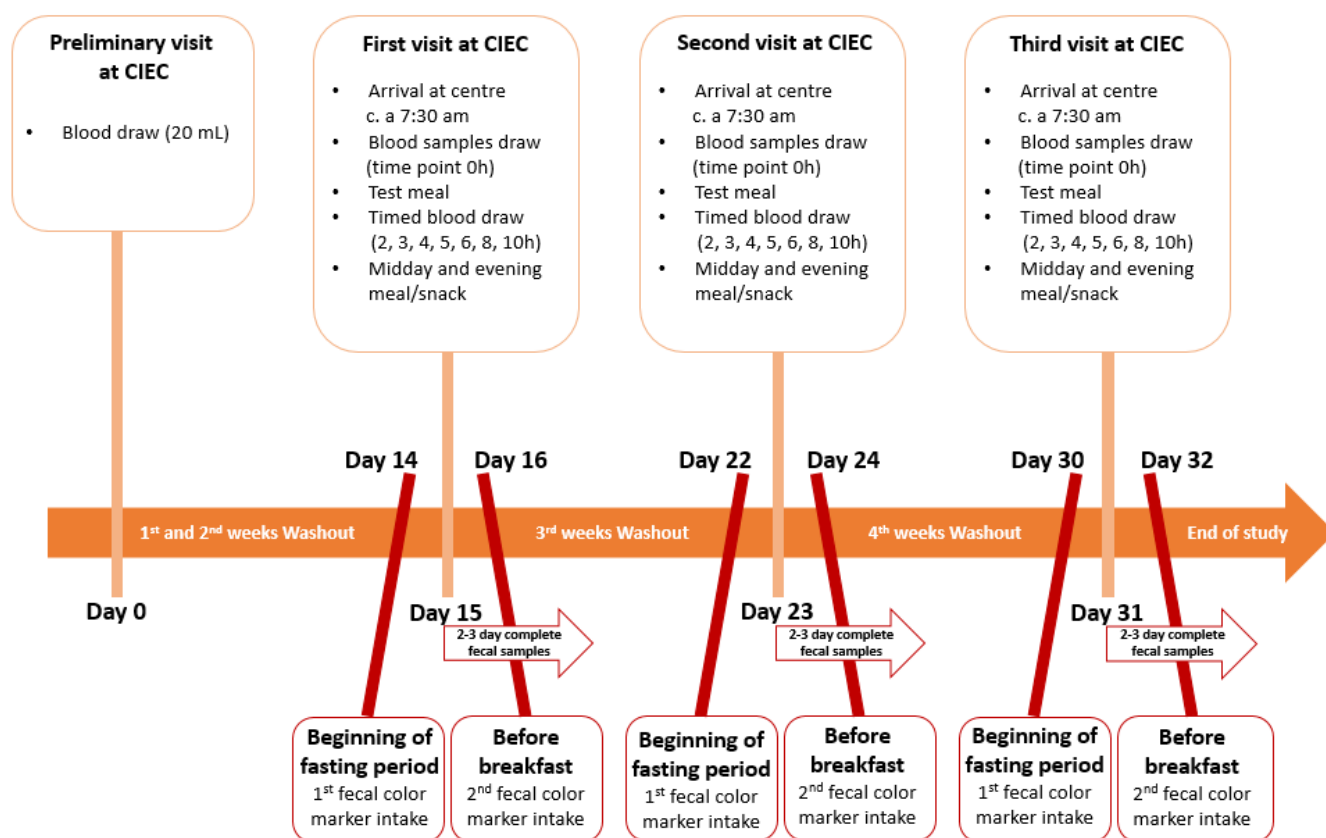 Preliminary visit
at CIEC
• Blood draw (20 mL)
First visit at CIEC
• Arrival at centre
c. a 7:30 am
• Blood samples draw
(time point 0h)
• Test meal
• Timed blood draw
(2, 3, 4, 5, 6, 8, 10h)
• Midday and evening
meal/snack
Second visit at CIEC
• Arrival at centre
c. a 7:30 am
• Blood samples draw
(time point 0h)
• Test meal
• Timed blood draw
(2, 3, 4, 5, 6, 8, 10h)
• Midday and evening
meal/snack
Third visit at CIEC
• Arrival at centre
c. a 7:30 am
• Blood samples draw
(time point 0h)
• Test meal
• Timed blood draw
(2, 3, 4, 5, 6, 8, 10h)
• Midday and evening
meal/snack
Day 14
Day 16
Day 22
Day 24
Day 30
Day 32
1st and 2nd weeks Washout
3rd weeks Washout
4th weeks Washout
End of study
Day 0
Day 15
Day 23
Day 31
2-3 day complete
fecal samples
2-3 day complete
fecal samples
2-3 day complete
fecal samples
Beginning of
fasting period
1st fecal color
marker intake
Before
breakfast
2nd fecal color
marker intake
Beginning of
fasting period
1st fecal color
marker intake
Before
breakfast
2nd fecal color
marker intake
Beginning of
fasting period
1st fecal color
marker intake
Before
breakfast
2nd fecal color
marker intake